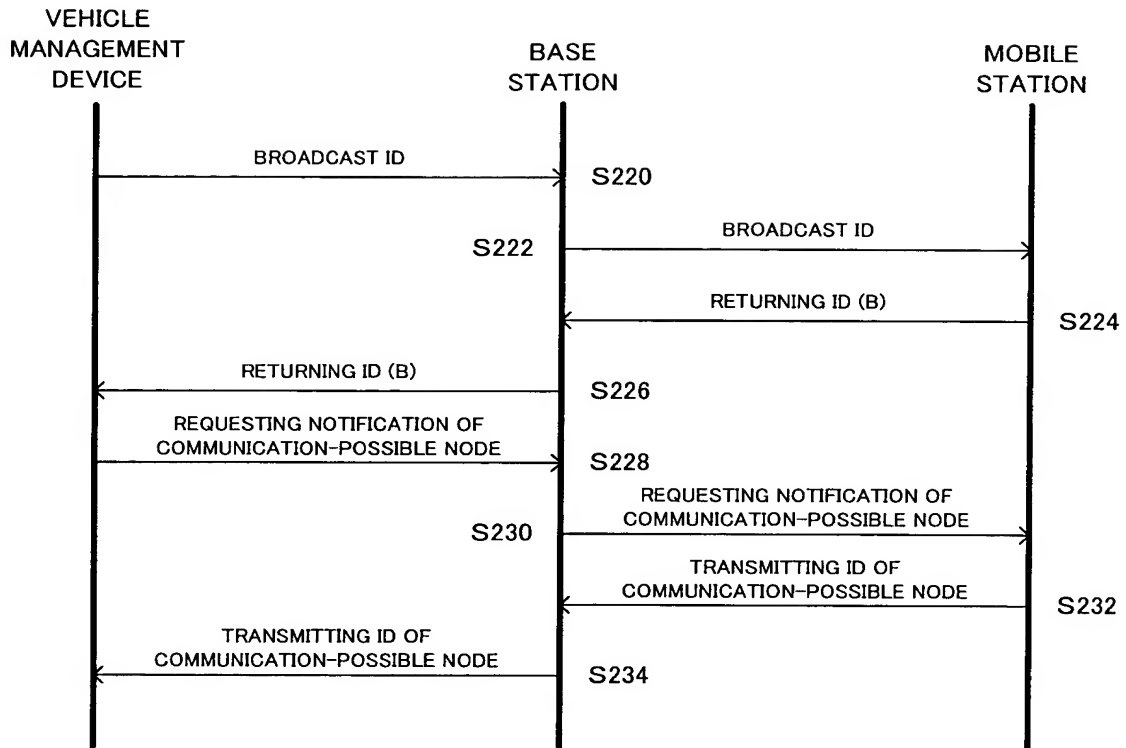 VEHICLE
MANAGEMENT
DEVICE
BASE
STATION
MOBILE
STATION
BROADCAST ID
S220
S222
BROADCAST ID
RETURNING ID (B)
S224
RETURNING ID (B)
S226
REQUESTING NOTIFICATION OF
COMMUNICATION-POSSIBLE NODE
S228
S230
REQUESTING NOTIFICATION OF
COMMUNICATION-POSSIBLE NODE
TRANSMITTING ID OF
COMMUNICATION-POSSIBLE NODE
S232
TRANSMITTING ID OF
COMMUNICATION-POSSIBLE NODE
S234